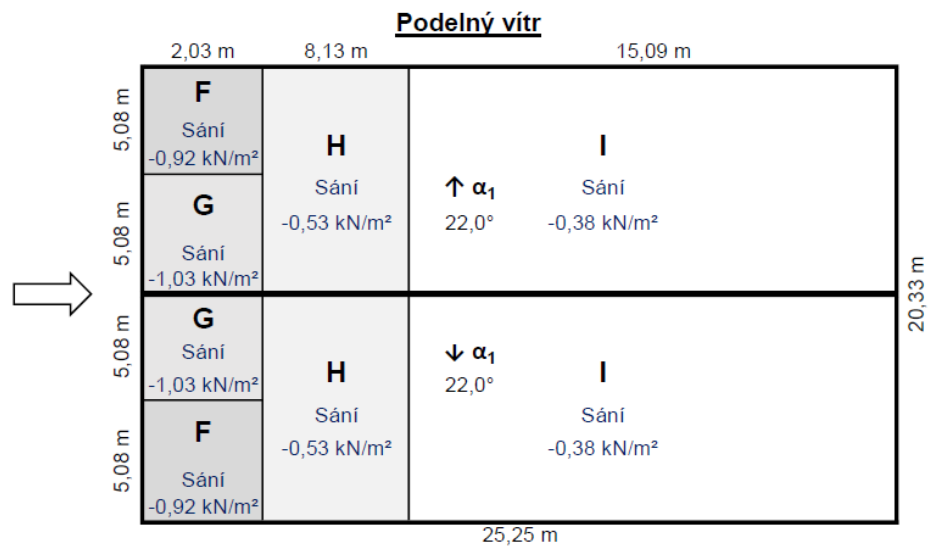 Podelný vítr
2,03 m 8,13 m 15,09 m
5,08 m
F
Sání
-0,92 kN/m²
5,08 m
G
Sání
-1,03 kN/m²
H
Sání
-0,53 kN/m²
↑ α₁
22,0°
I
Sání
-0,38 kN/m²
5,08 m
G
Sání
-1,03 kN/m²
5,08 m
F
Sání
-0,92 kN/m²
H
Sání
-0,53 kN/m²
↓ α₁
22,0°
I
Sání
-0,38 kN/m²
20,33 m
25,25 m